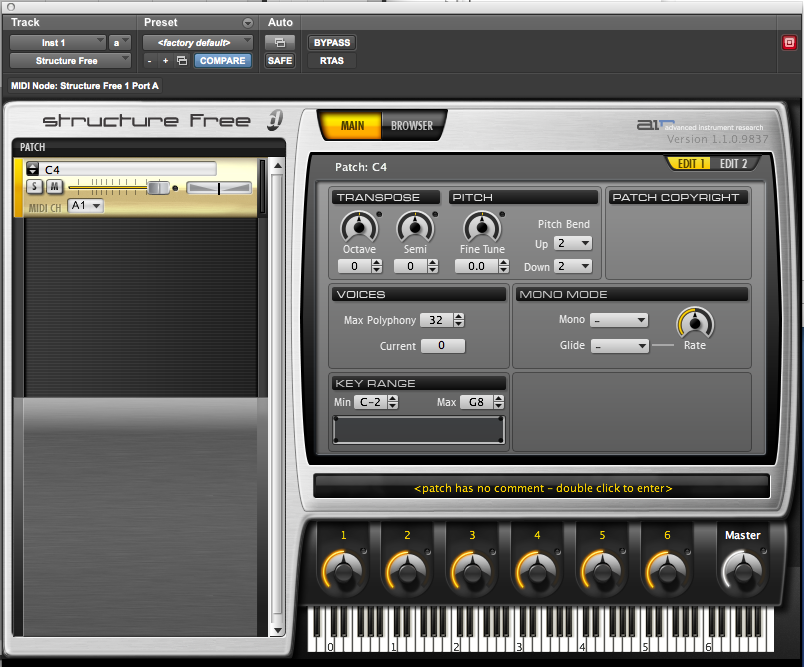 Track Preset Auto
Inst 1 a <factory default> BYPASS
Structure Free - + COMPARE SAFE RTAS
MIDI Node: Structure Free 1 Port A
structure Free
MAIN BROWSER
air advanced instrument research
Version 1.1.0.9837
PATCH
C4
S M
MIDI CH A1
Patch: C4
EDIT 1 EDIT 2
TRANSPOSE PITCH PATCH COPYRIGHT
Pitch Bend
Octave Semi Fine Tune
Up 2
0 0 0.0 Down 2
VOICES MONO MODE
Max Polyphony 32 Mono -
Current 0 Glide - Rate
KEY RANGE
Min C-2 Max G8
<patch has no comment - double click to enter>
1 2 3 4 5 6 Master
0 1 2 3 4 5 6